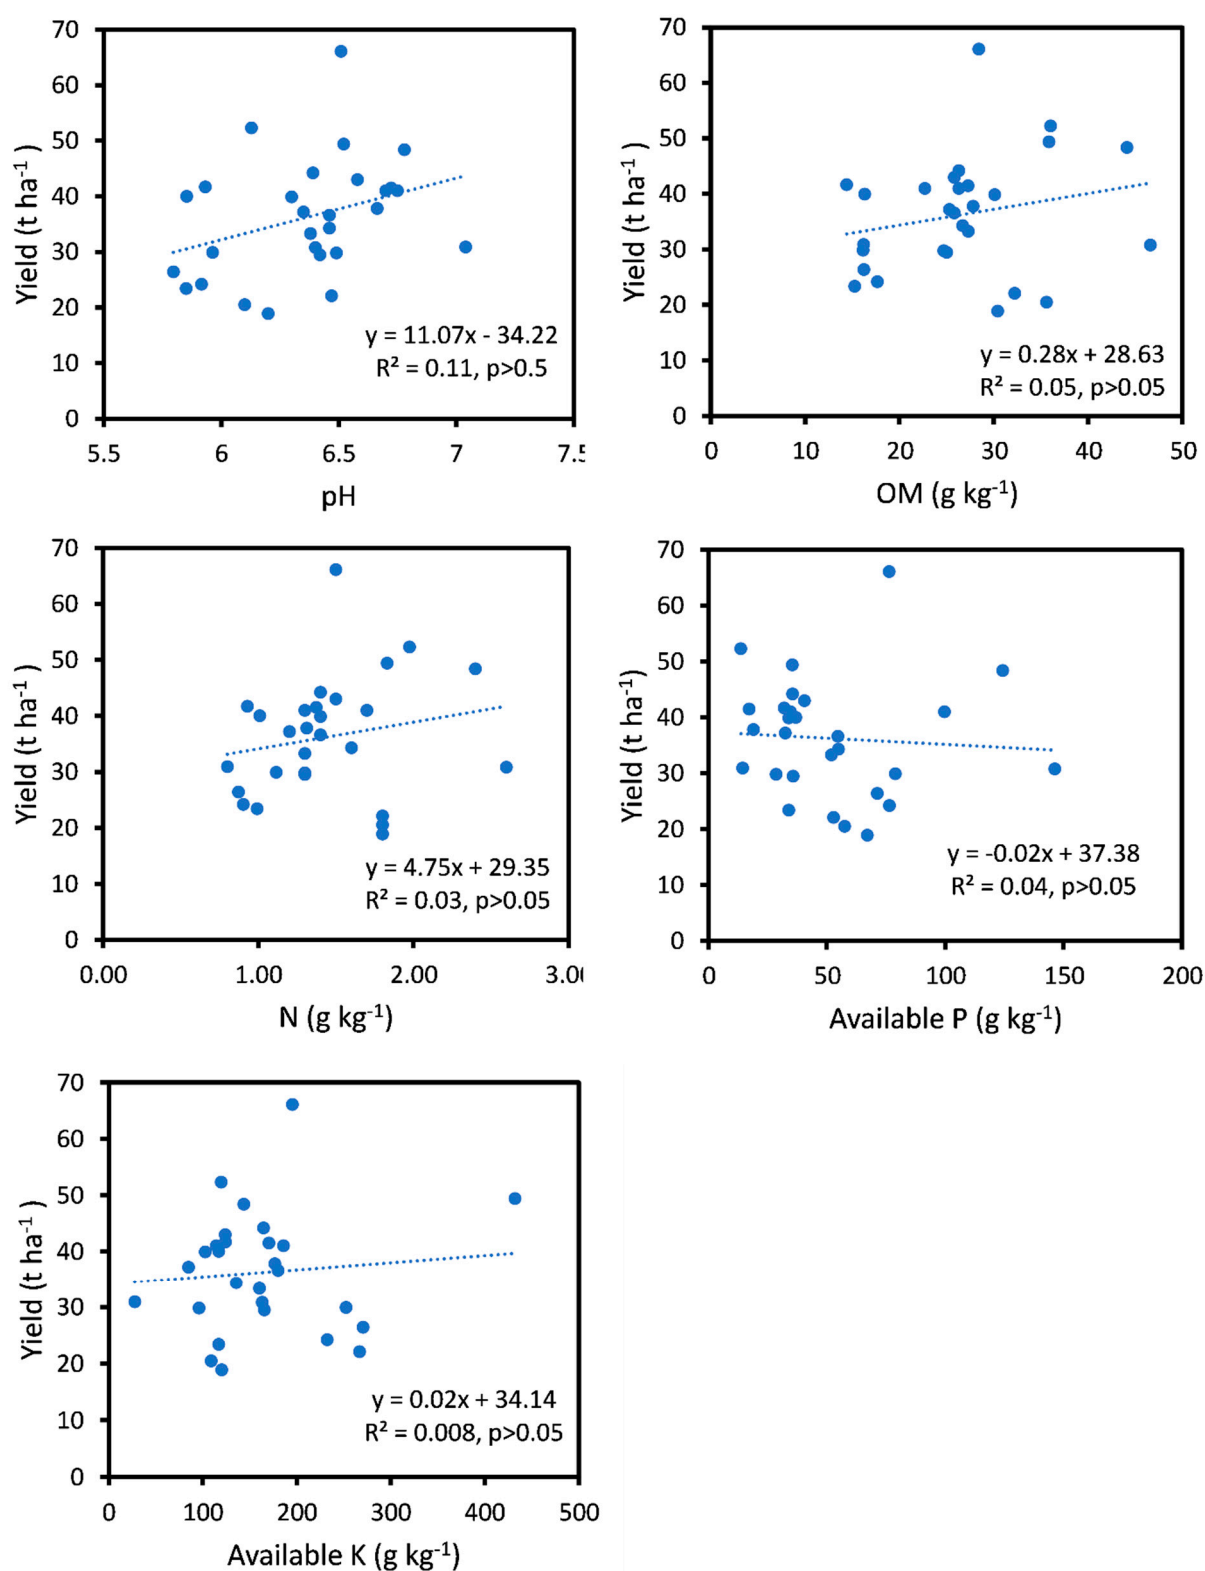 70
60
50
40
30
20
10
0
Yield (t ha⁻¹ )
y = 11.07x - 34.22
R² = 0.11, p>0.5
5.5 6 6.5 7 7.5
pH
70
60
50
40
30
20
10
0
Yield (t ha⁻¹ )
y = 0.28x + 28.63
R² = 0.05, p>0.05
0 10 20 30 40 50
OM (g kg⁻¹)
70
60
50
40
30
20
10
0
Yield (t ha⁻¹ )
y = 4.75x + 29.35
R² = 0.03, p>0.05
0.00 1.00 2.00 3.0
N (g kg⁻¹)
70
60
50
40
30
20
10
0
Yield (t ha⁻¹)
y = -0.02x + 37.38
R² = 0.04, p>0.05
0 50 100 150 200
Available P (g kg⁻¹)
70
60
50
40
30
20
10
0
Yield (t ha⁻¹ )
y = 0.02x + 34.14
R² = 0.008, p>0.05
0 100 200 300 400 500
Available K (g kg⁻¹)